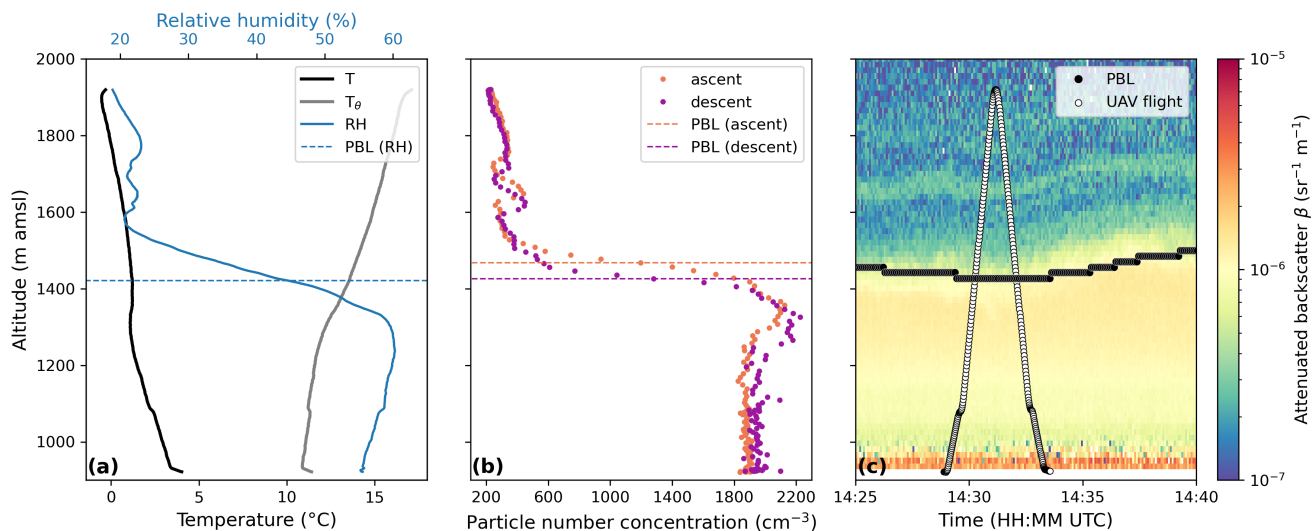 Relative humidity (%)
20 30 40 50 60
2000
1800
1600
1400
1200
1000
Altitude (m amsl)
T
T_θ
RH
PBL (RH)
(a)
0 5 10 15
Temperature (°C)
ascent
descent
PBL (ascent)
PBL (descent)
(b)
200 600 1000 1400 1800 2200
Particle number concentration (cm⁻³)
PBL
UAV flight
(c)
14:25 14:30 14:35 14:40
Time (HH:MM UTC)
10⁻⁵
10⁻⁶
10⁻⁷
Attenuated backscatter β (sr⁻¹ m⁻¹)